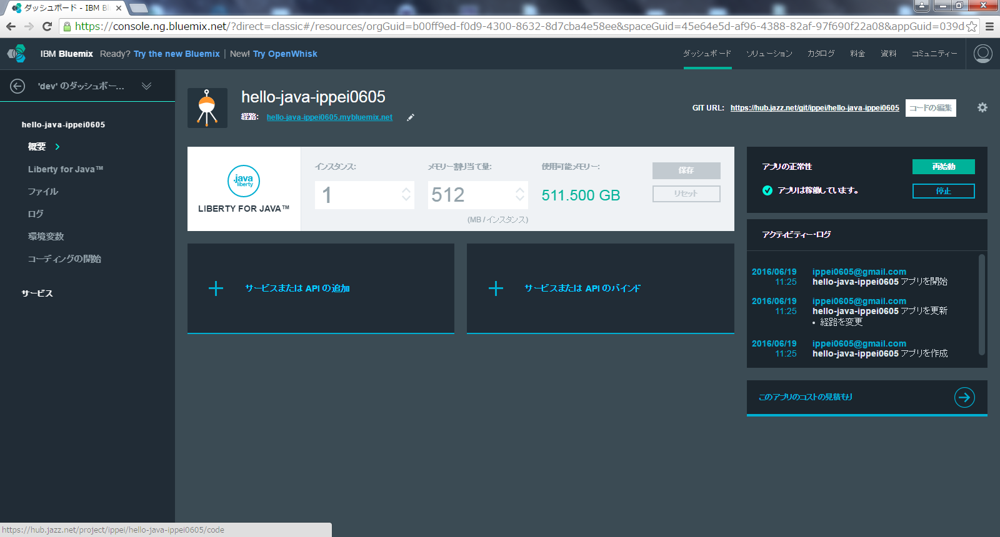 ダッシュボード - IBM Bl
https://console.ng.bluemix.net/?direct=classic#/resources/orgGuid=b00ff9ed-f0d9-4300-8632-8d7cba4e58ee&spaceGuid=45e64e5d-af96-4388-82af-97f690f22a08&appGuid=039d
IBM Bluemix Ready? Try the new Bluemix | New! Try OpenWhisk
ダッシュボード ソリューション カタログ 料金 資料 コミュニティー
'dev' のダッシュボー...
hello-java-ippei0605
概要
Liberty for Java™
ファイル
ログ
環境変数
コーディングの開始
サービス
hello-java-ippei0605
経路: hello-java-ippei0605.mybluemix.net
GIT URL: https://hub.jazz.net/git/ippei/hello-java-ippei0605 コードの編集
java
liberty
LIBERTY FOR JAVA™
インスタンス: メモリー割り当て量: 使用可能メモリー:
1 512 511.500 GB
(MB / インスタンス)
保存
リセット
サービスまたは API の追加
サービスまたは API のバインド
アプリの正常性
再始動
アプリは稼働しています。
停止
アクティビティー・ログ
2016/06/19 ippei0605@gmail.com
11:25 hello-java-ippei0605 アプリを開始
2016/06/19 ippei0605@gmail.com
11:25 hello-java-ippei0605 アプリを更新
• 経路を変更
2016/06/19 ippei0605@gmail.com
11:25 hello-java-ippei0605 アプリを作成
このアプリのコストの見積もり
https://hub.jazz.net/project/ippei/hello-java-ippei0605/code